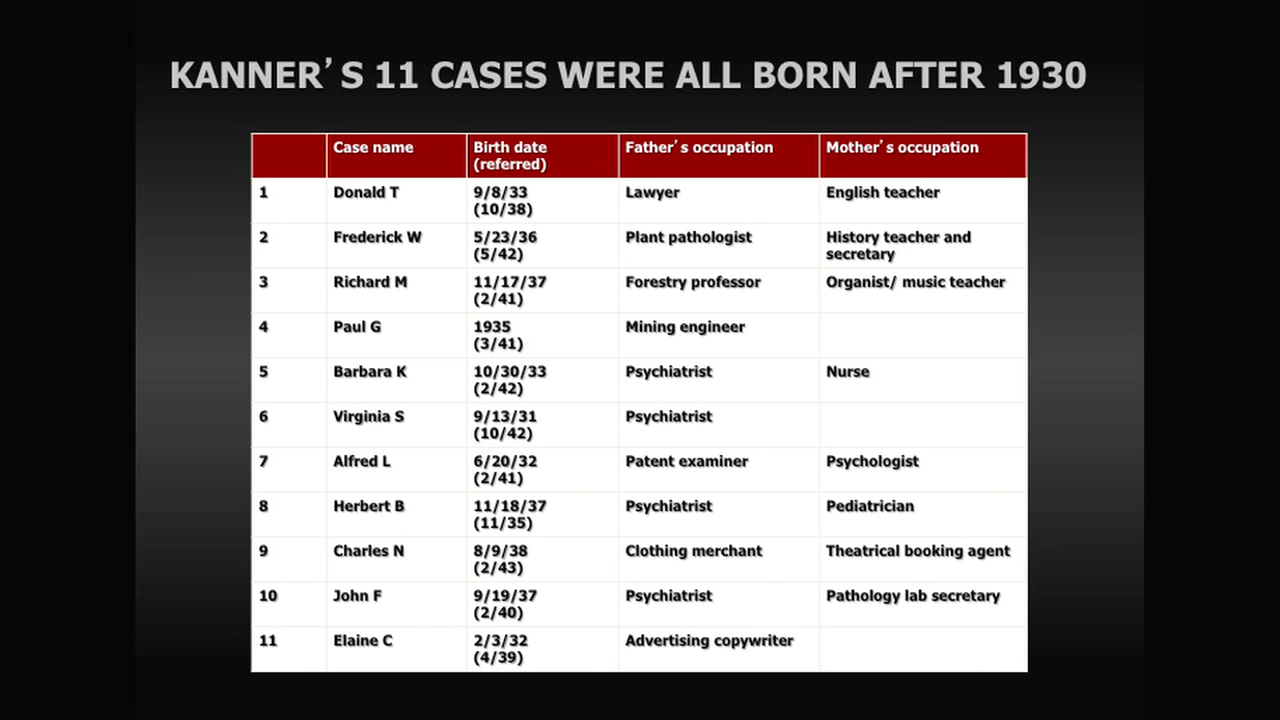 KANNER’S 11 CASES WERE ALL BORN AFTER 1930
Case name Birth date Father’s occupation Mother’s occupation
(referred)
1 Donald T 9/8/33 Lawyer English teacher
(10/38)
2 Frederick W 5/23/36 Plant pathologist History teacher and
(5/42) secretary
3 Richard M 11/17/37 Forestry professor Organist/ music teacher
(2/41)
4 Paul G 1935 Mining engineer
(3/41)
5 Barbara K 10/30/33 Psychiatrist Nurse
(2/42)
6 Virginia S 9/13/31 Psychiatrist
(10/42)
7 Alfred L 6/20/32 Patent examiner Psychologist
(2/41)
8 Herbert B 11/18/37 Psychiatrist Pediatrician
(11/35)
9 Charles N 8/9/38 Clothing merchant Theatrical booking agent
(2/43)
10 John F 9/19/37 Psychiatrist Pathology lab secretary
(2/40)
11 Elaine C 2/3/32 Advertising copywriter
(4/39)